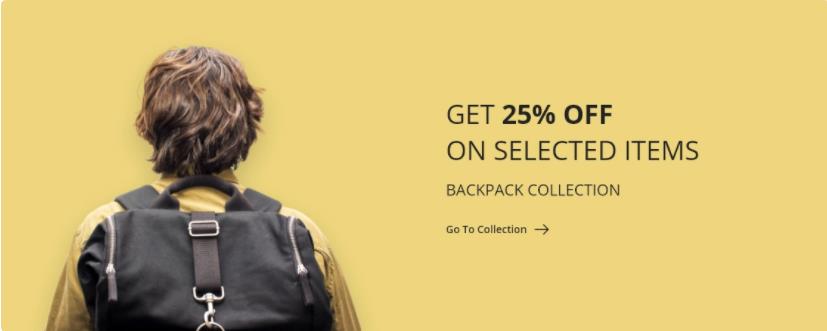 GET 25% OFF
ON SELECTED ITEMS
BACKPACK COLLECTION
Go To Collection